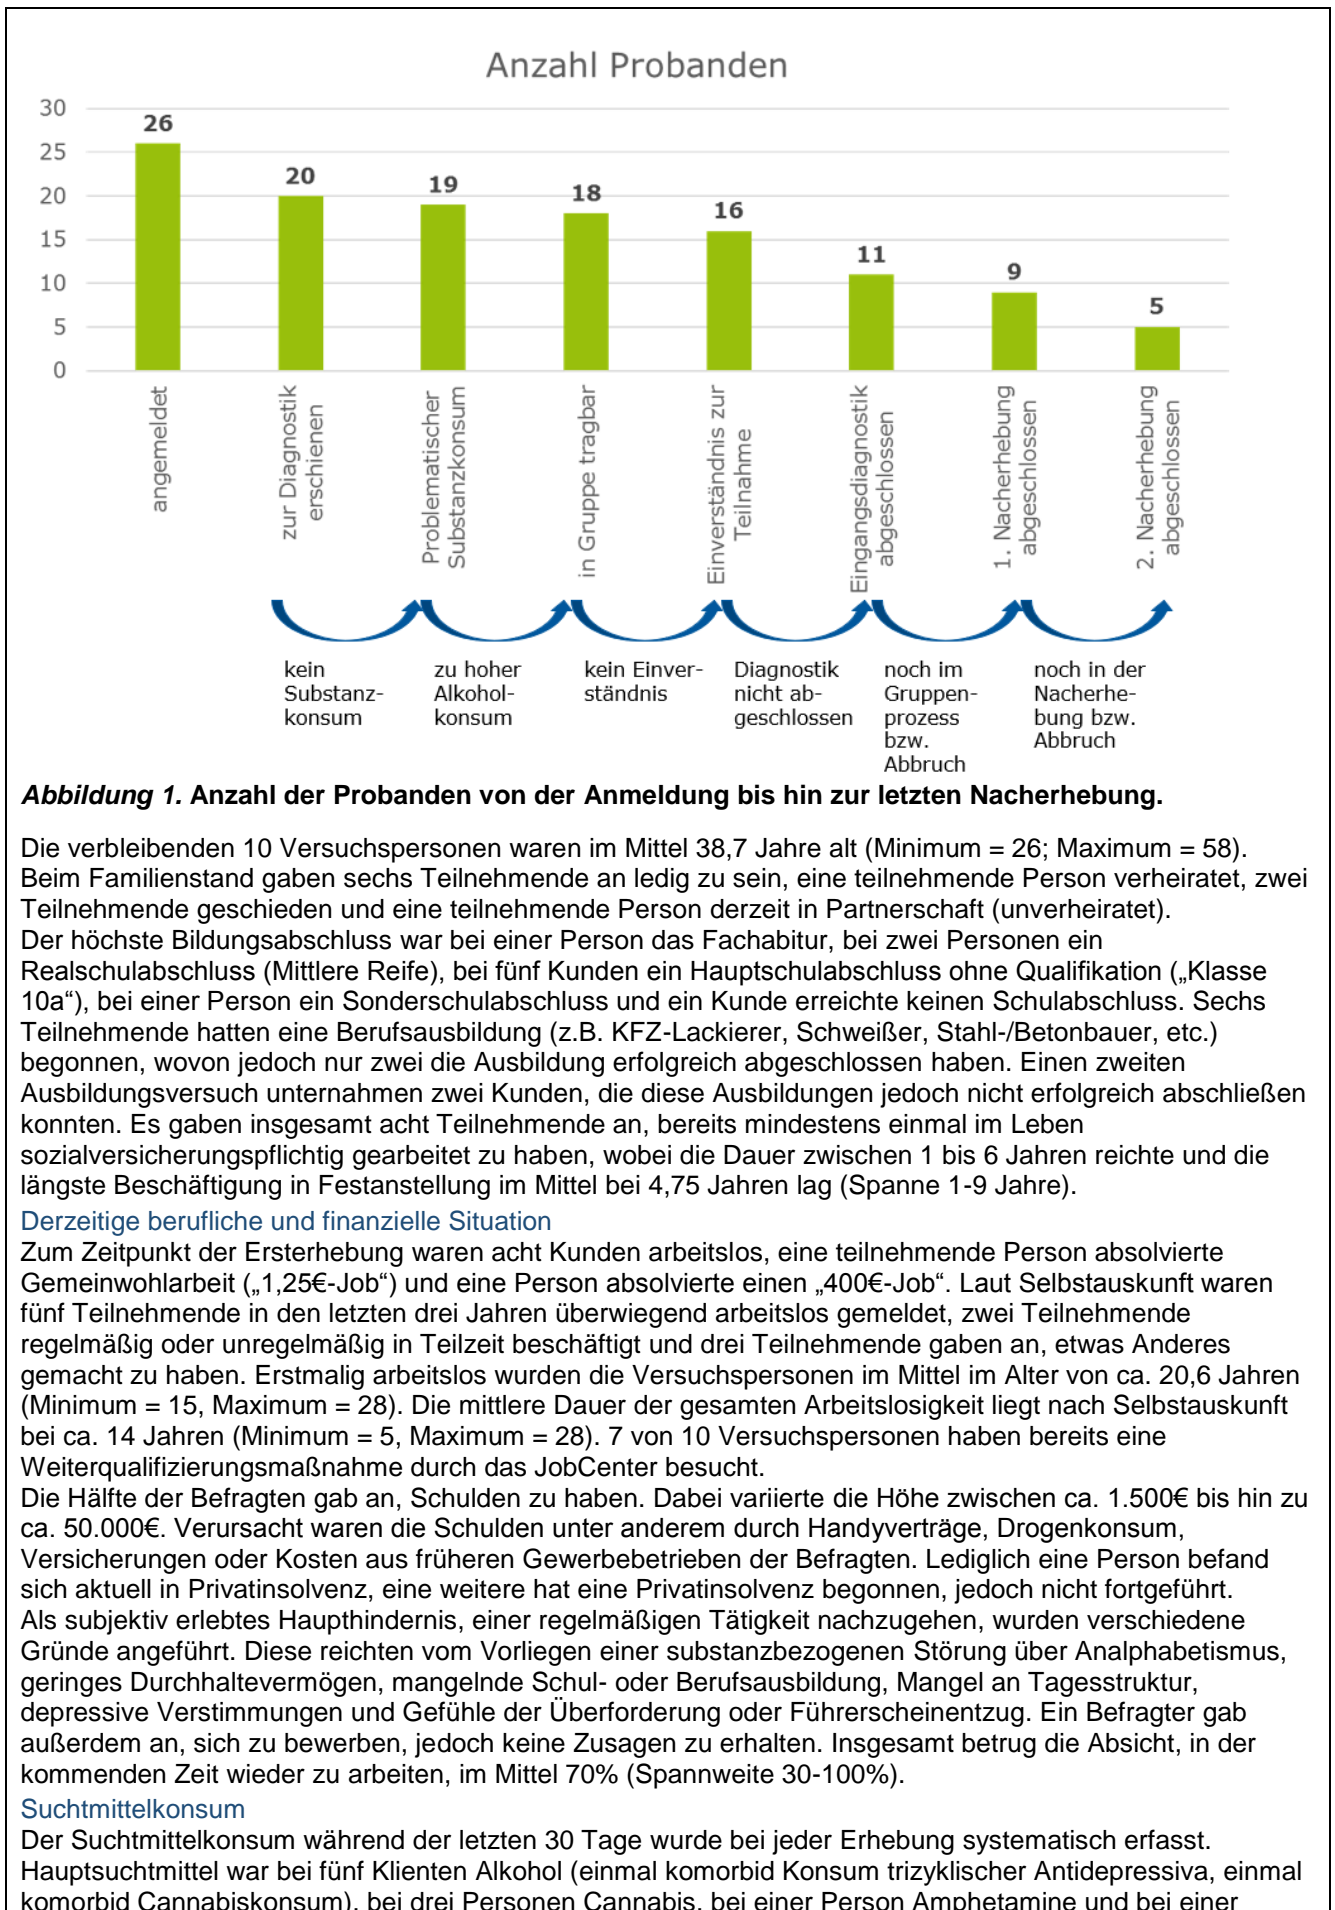 Anzahl Probanden
30
25
20
15
10
5
0
26
20
19
18
16
11
9
5
angemeldet
zur Diagnostik
erschienen
Problematischer
Substanzkonsum
in Gruppe tragbar
Einverständnis zur
Teilnahme
Eingangsdiagnostik
abgeschlossen
1. Nacherhebung
abgeschlossen
2. Nacherhebung
abgeschlossen
kein
Substanz-
konsum
zu hoher
Alkohol-
konsum
kein Einver-
ständnis
Diagnostik
nicht ab-
geschlossen
noch im
Gruppen-
prozess
bzw.
Abbruch
noch in der
Nacherhe-
bung bzw.
Abbruch
Abbildung 1. Anzahl der Probanden von der Anmeldung bis hin zur letzten Nacherhebung.
Die verbleibenden 10 Versuchspersonen waren im Mittel 38,7 Jahre alt (Minimum = 26; Maximum = 58).
Beim Familienstand gaben sechs Teilnehmende an ledig zu sein, eine teilnehmende Person verheiratet, zwei
Teilnehmende geschieden und eine teilnehmende Person derzeit in Partnerschaft (unverheiratet).
Der höchste Bildungsabschluss war bei einer Person das Fachabitur, bei zwei Personen ein
Realschulabschluss (Mittlere Reife), bei fünf Kunden ein Hauptschulabschluss ohne Qualifikation („Klasse
10a“), bei einer Person ein Sonderschulabschluss und ein Kunde erreichte keinen Schulabschluss. Sechs
Teilnehmende hatten eine Berufsausbildung (z.B. KFZ-Lackierer, Schweißer, Stahl-/Betonbauer, etc.)
begonnen, wovon jedoch nur zwei die Ausbildung erfolgreich abgeschlossen haben. Einen zweiten
Ausbildungsversuch unternahmen zwei Kunden, die diese Ausbildungen jedoch nicht erfolgreich abschließen
konnten. Es gaben insgesamt acht Teilnehmende an, bereits mindestens einmal im Leben
sozialversicherungspflichtig gearbeitet zu haben, wobei die Dauer zwischen 1 bis 6 Jahren reichte und die
längste Beschäftigung in Festanstellung im Mittel bei 4,75 Jahren lag (Spanne 1-9 Jahre).
Derzeitige berufliche und finanzielle Situation
Zum Zeitpunkt der Ersterhebung waren acht Kunden arbeitslos, eine teilnehmende Person absolvierte
Gemeinwohlarbeit („1,25€-Job“) und eine Person absolvierte einen „400€-Job“. Laut Selbstauskunft waren
fünf Teilnehmende in den letzten drei Jahren überwiegend arbeitslos gemeldet, zwei Teilnehmende
regelmäßig oder unregelmäßig in Teilzeit beschäftigt und drei Teilnehmende gaben an, etwas Anderes
gemacht zu haben. Erstmalig arbeitslos wurden die Versuchspersonen im Mittel im Alter von ca. 20,6 Jahren
(Minimum = 15, Maximum = 28). Die mittlere Dauer der gesamten Arbeitslosigkeit liegt nach Selbstauskunft
bei ca. 14 Jahren (Minimum = 5, Maximum = 28). 7 von 10 Versuchspersonen haben bereits eine
Weiterqualifizierungsmaßnahme durch das JobCenter besucht.
Die Hälfte der Befragten gab an, Schulden zu haben. Dabei variierte die Höhe zwischen ca. 1.500€ bis hin zu
ca. 50.000€. Verursacht waren die Schulden unter anderem durch Handyverträge, Drogenkonsum,
Versicherungen oder Kosten aus früheren Gewerbebetrieben der Befragten. Lediglich eine Person befand
sich aktuell in Privatinsolvenz, eine weitere hat eine Privatinsolvenz begonnen, jedoch nicht fortgeführt.
Als subjektiv erlebtes Haupthindernis, einer regelmäßigen Tätigkeit nachzugehen, wurden verschiedene
Gründe angeführt. Diese reichten vom Vorliegen einer substanzbezogenen Störung über Analphabetismus,
geringes Durchhaltevermögen, mangelnde Schul- oder Berufsausbildung, Mangel an Tagesstruktur,
depressive Verstimmungen und Gefühle der Überforderung oder Führerscheinentzug. Ein Befragter gab
außerdem an, sich zu bewerben, jedoch keine Zusagen zu erhalten. Insgesamt betrug die Absicht, in der
kommenden Zeit wieder zu arbeiten, im Mittel 70% (Spannweite 30-100%).
Suchtmittelkonsum
Der Suchtmittelkonsum während der letzten 30 Tage wurde bei jeder Erhebung systematisch erfasst.
Hauptsuchtmittel war bei fünf Klienten Alkohol (einmal komorbid Konsum trizyklischer Antidepressiva, einmal
komorbid Cannabiskonsum), bei drei Personen Cannabis, bei einer Person Amphetamine und bei einer